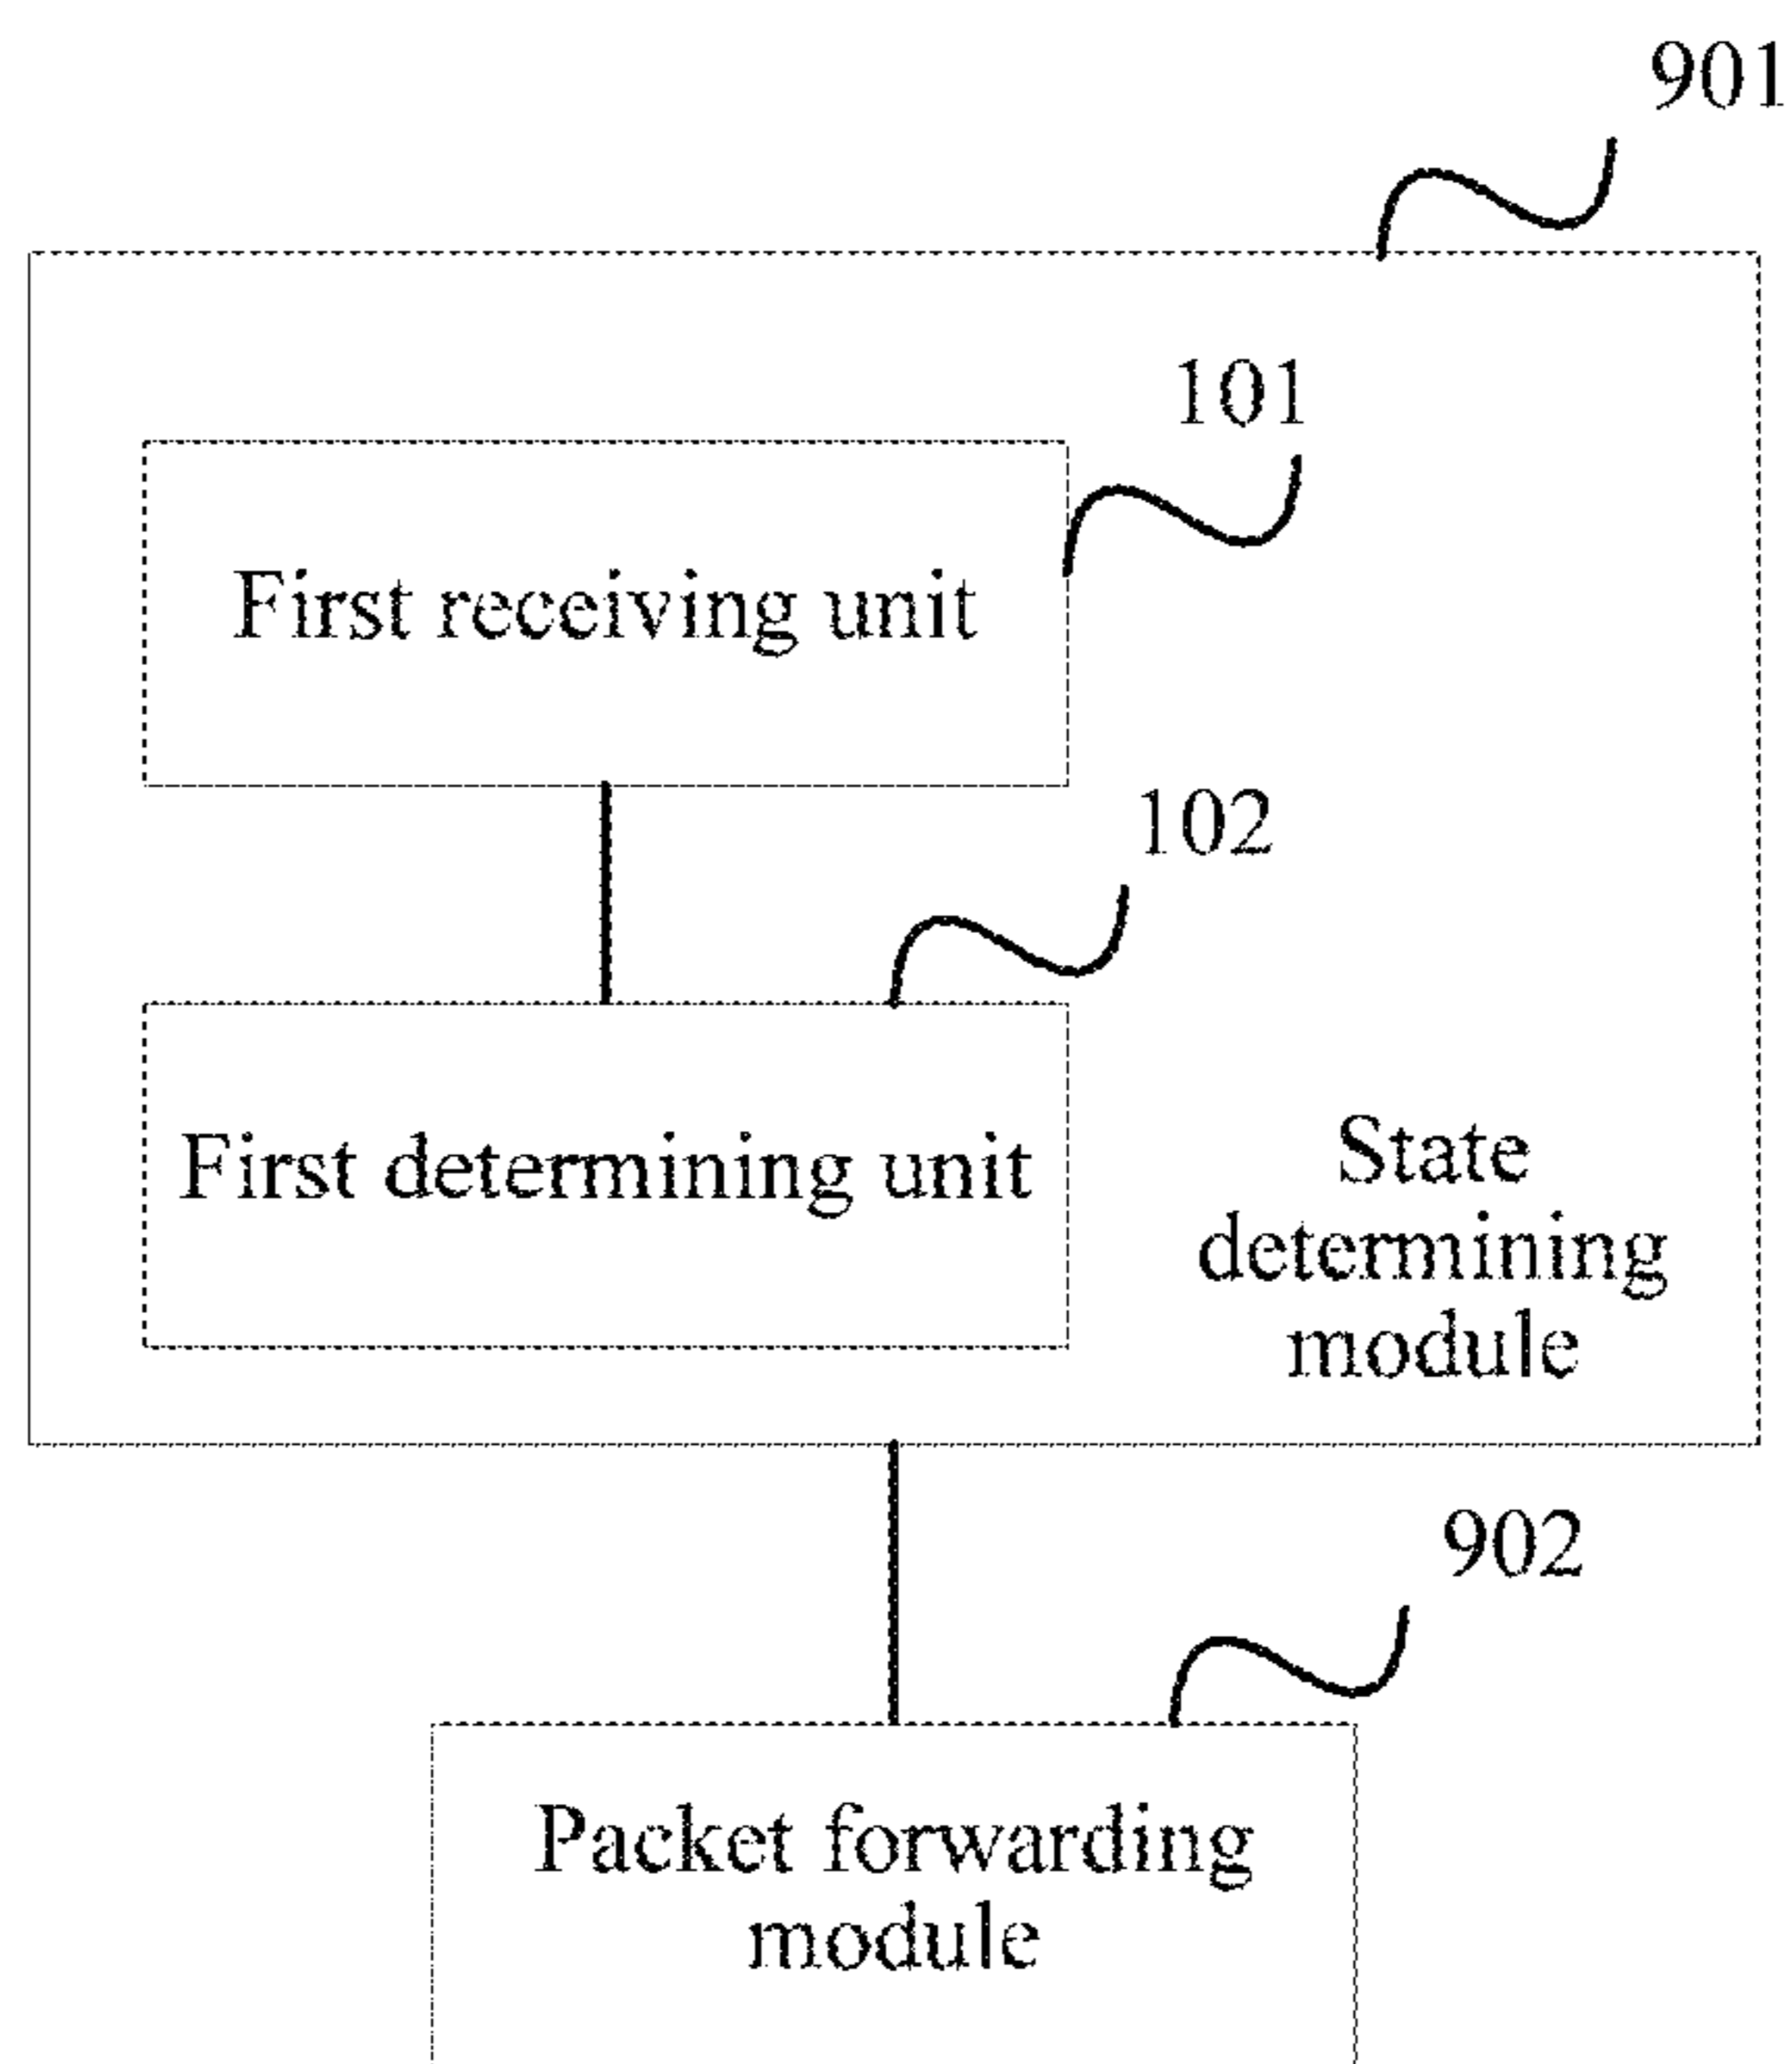 901
101
First receiving unit
102
First determining unit
State
determining
module
902
Packet forwarding
module